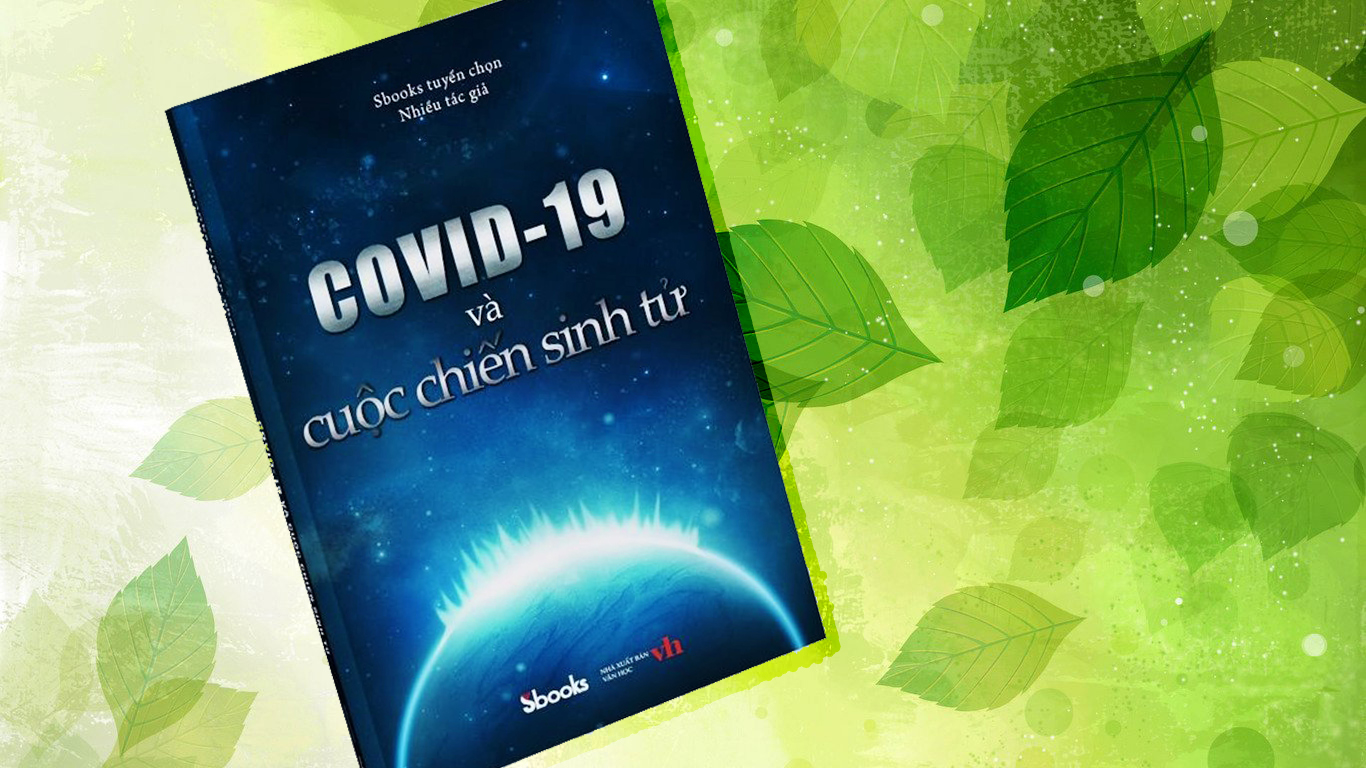 Sbooks tuyển chọn
Nhiều tác giả
COVID-19
và
cuộc chiến sinh tử
Sbooks
NHÀ XUẤT BẢN
VĂN HỌC
vh